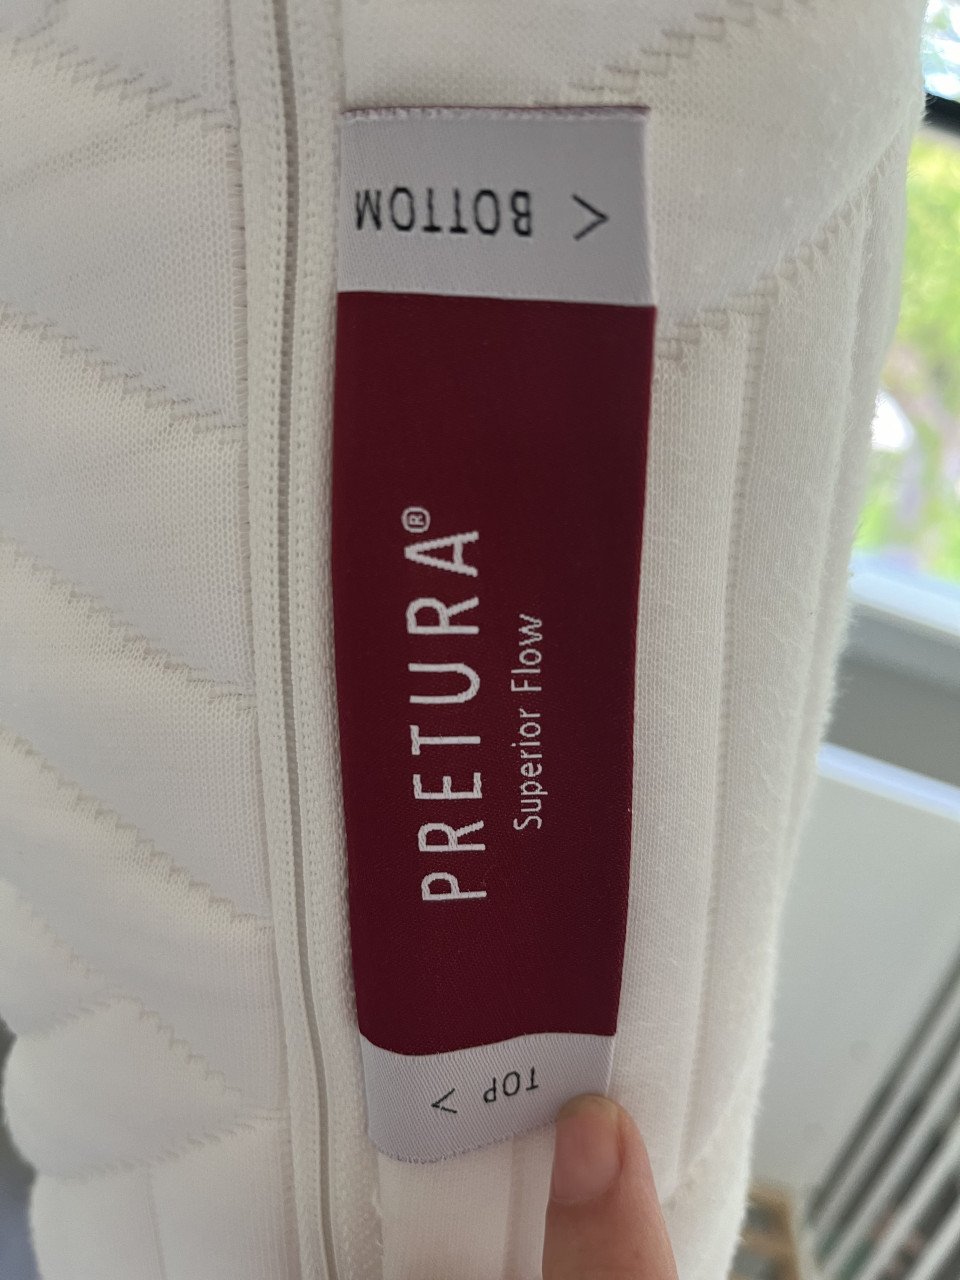 < BOTTOM
PRETURA®
Superior Flow
TOP >